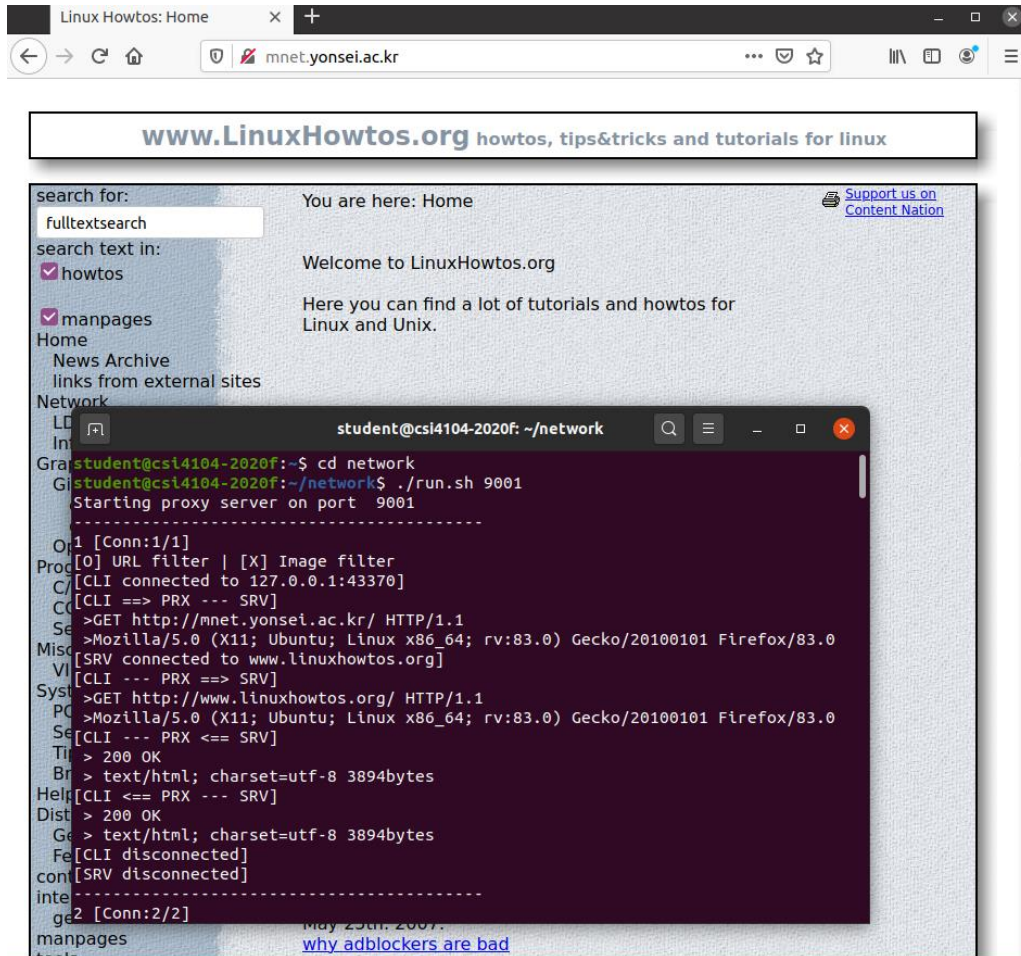 Linux Howtos: Home
mnet.yonsei.ac.kr
www.LinuxHowtos.org howtos, tips&tricks and tutorials for linux
search for:
fulltextsearch
search text in:
howtos
manpages
Home
News Archive
links from external sites
Network
You are here: Home
Support us on
Content Nation
Welcome to LinuxHowtos.org
Here you can find a lot of tutorials and howtos for
Linux and Unix.
student@csi4104-2020f: ~/network
student@csi4104-2020f:~$ cd network
student@csi4104-2020f:~/network$ ./run.sh 9001
Starting proxy server on port  9001
-------------------------------------------
1 [Conn:1/1]
[O] URL filter | [X] Image filter
[CLI connected to 127.0.0.1:43370]
[CLI ==> PRX --- SRV]
 >GET http://mnet.yonsei.ac.kr/ HTTP/1.1
 >Mozilla/5.0 (X11; Ubuntu; Linux x86_64; rv:83.0) Gecko/20100101 Firefox/83.0
[SRV connected to www.linuxhowtos.org]
[CLI --- PRX ==> SRV]
 >GET http://www.linuxhowtos.org/ HTTP/1.1
 >Mozilla/5.0 (X11; Ubuntu; Linux x86_64; rv:83.0) Gecko/20100101 Firefox/83.0
[CLI --- PRX <== SRV]
 > 200 OK
 > text/html; charset=utf-8 3894bytes
[CLI <== PRX --- SRV]
 > 200 OK
 > text/html; charset=utf-8 3894bytes
[CLI disconnected]
[SRV disconnected]
-------------------------------------------
2 [Conn:2/2]
manpages
May 25th. 2007:
why adblockers are bad